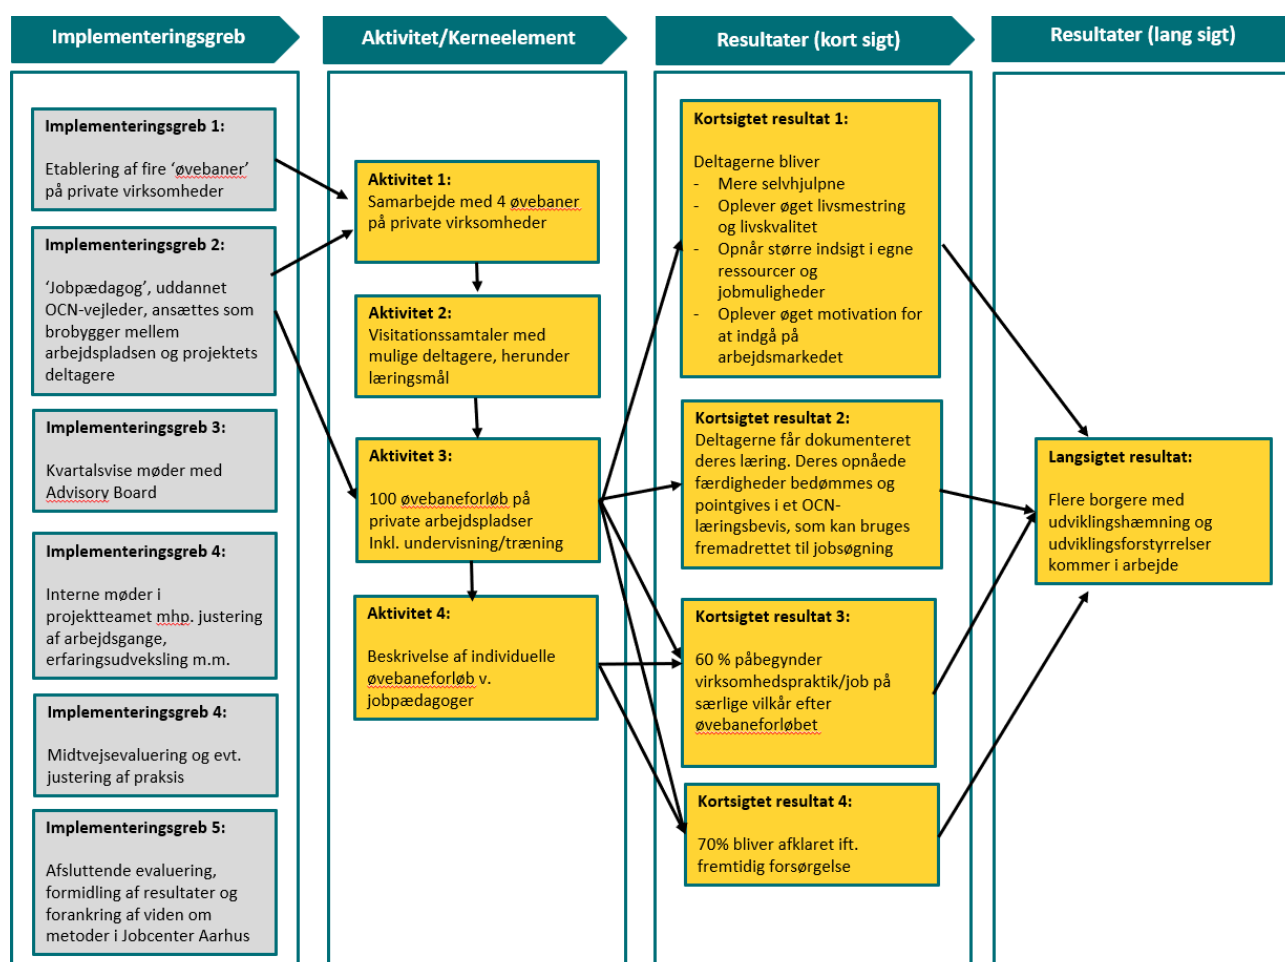 Implementeringsgreb
Aktivitet/Kerneelement
Resultater (kort sigt)
Resultater (lang sigt)
Implementeringsgreb 1:
Etablering af fire ‘øvebaner’
på private virksomheder
Implementeringsgreb 2:
‘Jobpædagog’, uddannet
OCN-vejleder, ansættes som
brobygger mellem
arbejdspladsen og projektets
deltagere
Implementeringsgreb 3:
Kvartalsvise møder med
Advisory Board
Implementeringsgreb 4:
Interne møder i
projektteamet mhp. justering
af arbejdsgange,
erfaringsudveksling m.m.
Implementeringsgreb 4:
Midtvejsevaluering og evt.
justering af praksis
Implementeringsgreb 5:
Afsluttende evaluering,
formidling af resultater og
forankring af viden om
metoder i Jobcenter Aarhus
Aktivitet 1:
Samarbejde med 4 øvebaner
på private virksomheder
Aktivitet 2:
Visitationssamtaler med
mulige deltagere, herunder
læringsmål
Aktivitet 3:
100 øvebaneforløb på
private arbejdspladser
Inkl. undervisning/træning
Aktivitet 4:
Beskrivelse af individuelle
øvebaneforløb v.
jobpædagoger
Kortsigtet resultat 1:
Deltagerne bliver
- Mere selvhjulpne
- Oplever øget livsmestring
og livskvalitet
- Opnår større indsigt i egne
ressourcer og
jobmuligheder
- Oplever øget motivation for
at indgå på
arbejdsmarkedet
Kortsigtet resultat 2:
Deltagerne får dokumenteret
deres læring. Deres opnåede
færdigheder bedømmes og
pointgives i et OCN-
læringsbevis, som kan bruges
fremadrettet til jobsøgning
Kortsigtet resultat 3:
60 % påbegynder
virksomhedspraktik/job på
særlige vilkår efter
øvebaneforløbet
Kortsigtet resultat 4:
70% bliver afklaret ift.
fremtidig forsørgelse
Langsigtet resultat:
Flere borgere med
udviklingshæmning og
udviklingsforstyrrelser
kommer i arbejde